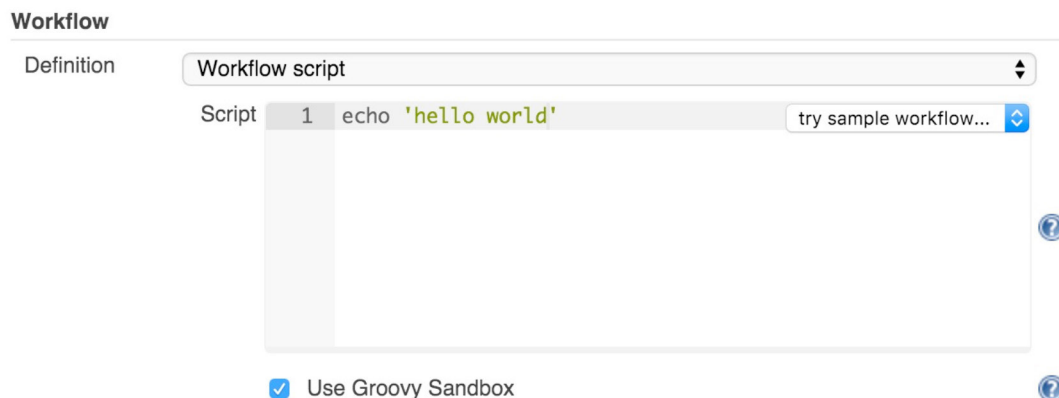 Workflow
Definition Workflow script
Script 1 echo 'hello world' try sample workflow...
Use Groovy Sandbox